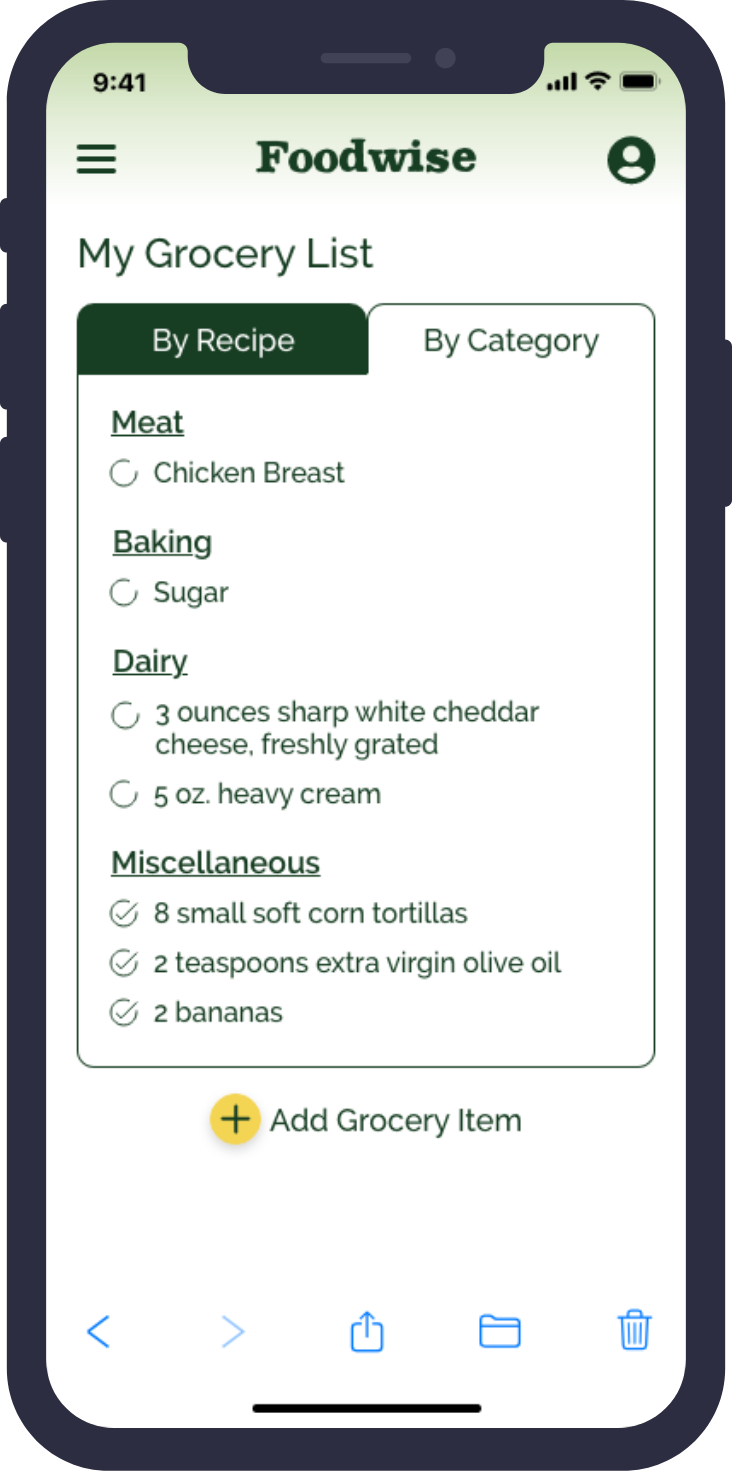 9:41
Foodwise
My Grocery List
By Recipe
By Category
Meat
Chicken Breast
Baking
Sugar
Dairy
3 ounces sharp white cheddar
cheese, freshly grated
5 oz. heavy cream
Miscellaneous
8 small soft corn tortillas
2 teaspoons extra virgin olive oil
2 bananas
Add Grocery Item